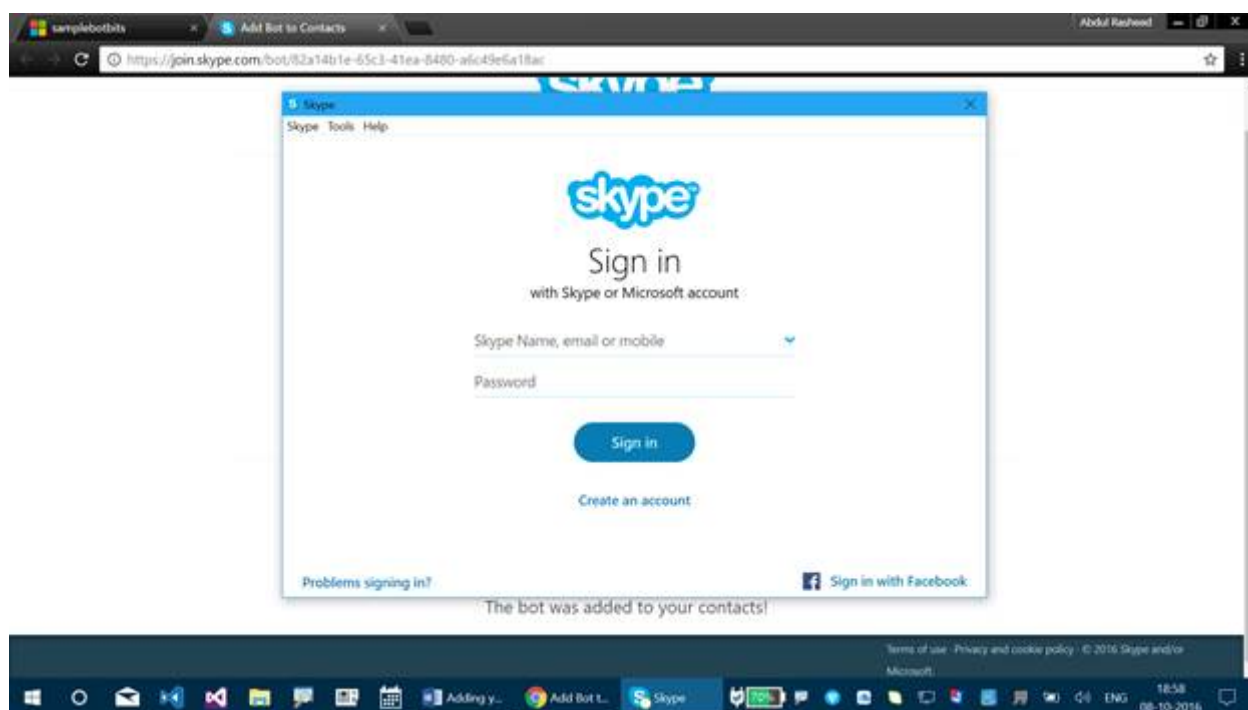 samplebotbits
Add Bot to Contacts
Abdul Rasheed
https://join.skype.com/bot/82a14b1e-65c3-41ea-8480-a6c49e6a18ac
Skype
Skype Tools Help
skype
Sign in
with Skype or Microsoft account
Skype Name, email or mobile
Password
Sign in
Create an account
Problems signing in?
Sign in with Facebook
The bot was added to your contacts!
Terms of use · Privacy and cookie policy · © 2016 Skype and/or
Microsoft
Adding y... Add Bot t... Skype 70% ENG 18:58
08-10-2016